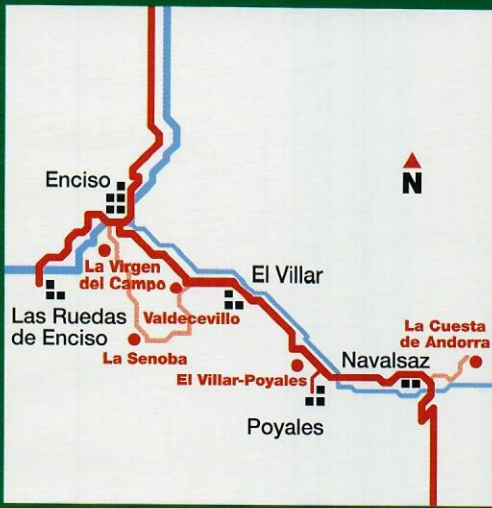 N
Enciso
La Virgen
del Campo
El Villar
Valdecevillo
Las Ruedas
de Enciso
La Senoba
La Cuesta
de Andorra
Navalsaz
El Villar-Poyales
Poyales